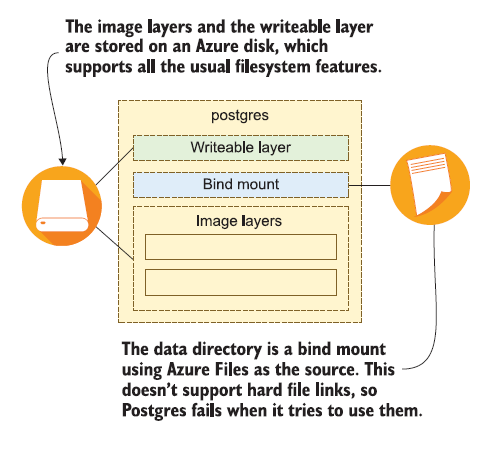 The image layers and the writeable layer
are stored on an Azure disk, which
supports all the usual filesystem features.
postgres
Writeable layer
Bind mount
Image layers
The data directory is a bind mount
using Azure Files as the source. This
doesn't support hard file links, so
Postgres fails when it tries to use them.